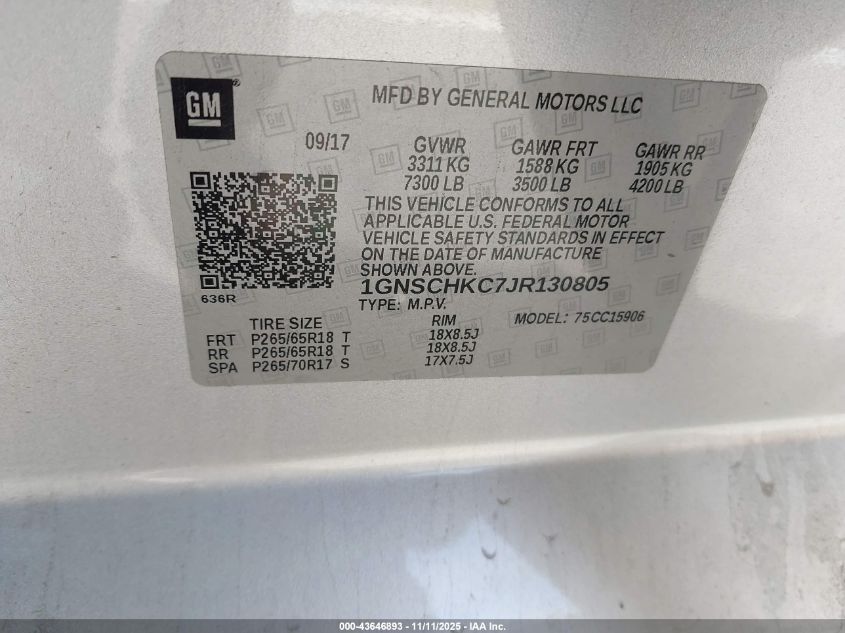 GM
MFD BY GENERAL MOTORS LLC
09/17
GVWR GAWR FRT GAWR RR
3311 KG 1588 KG 1905 KG
7300 LB 3500 LB 4200 LB
THIS VEHICLE CONFORMS TO ALL
APPLICABLE U.S. FEDERAL MOTOR
VEHICLE SAFETY STANDARDS IN EFFECT
ON THE DATE OF MANUFACTURE
SHOWN ABOVE.
636R
1GNSCHKC7JR130805
TYPE: M.P.V.
MODEL: 75CC15906
TIRE SIZE RIM
FRT P265/65R18 T 18X8.5J
RR P265/65R18 T 18X8.5J
SPA P265/70R17 S 17X7.5J
000-43646893 - 11/11/2025 - IAA Inc.